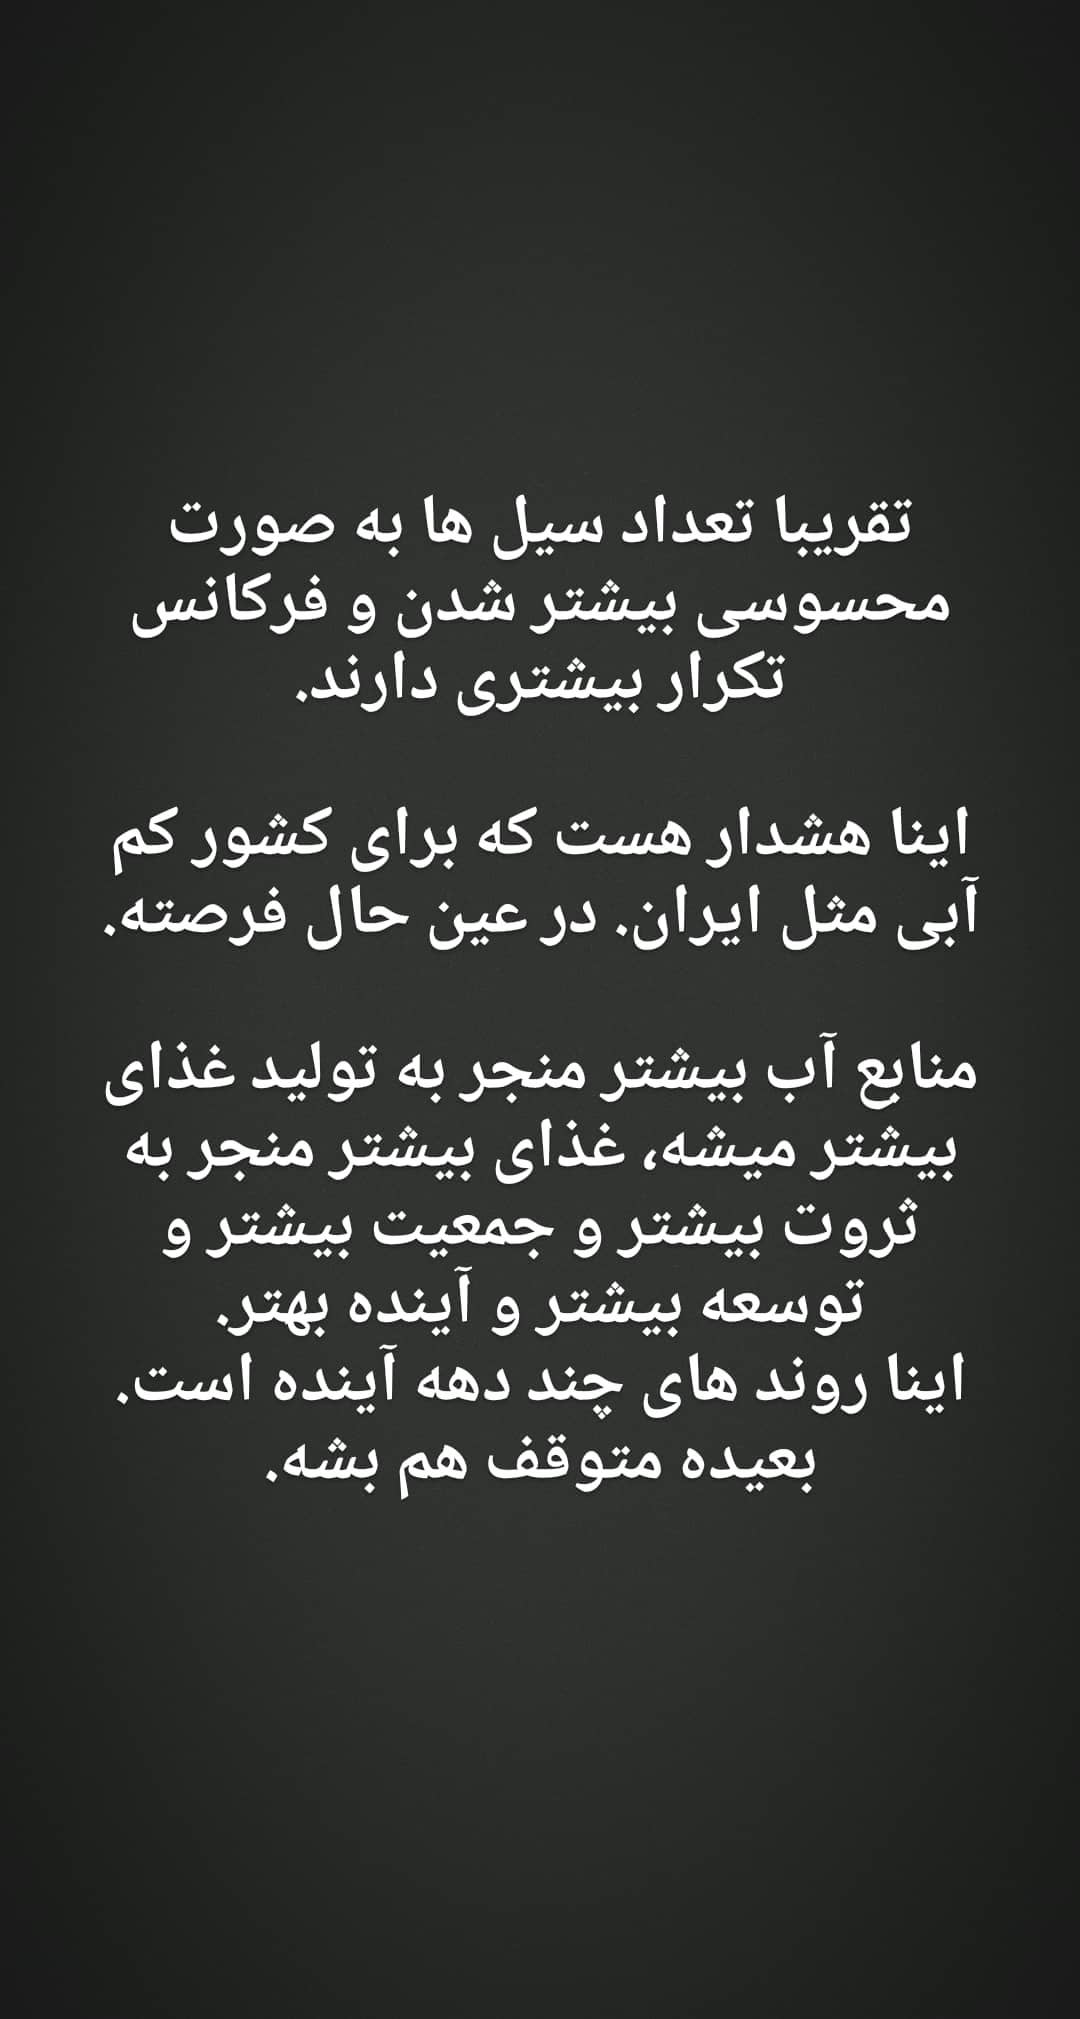 تقریبا تعداد سیل ها به صورت
محسوسی بیشتر شدن و فرکانس
تکرار بیشتری دارند.
اینا هشدار هست که برای کشور کم
آبی مثل ایران. در عین حال فرصته.
منابع آب بیشتر منجر به تولید غذای
بیشتر میشه، غذای بیشتر منجر به
ثروت بیشتر و جمعیت بیشتر و
توسعه بیشتر و آینده بهتر.
اینا روند های چند دهه آینده است.
بعیده متوقف هم بشه.